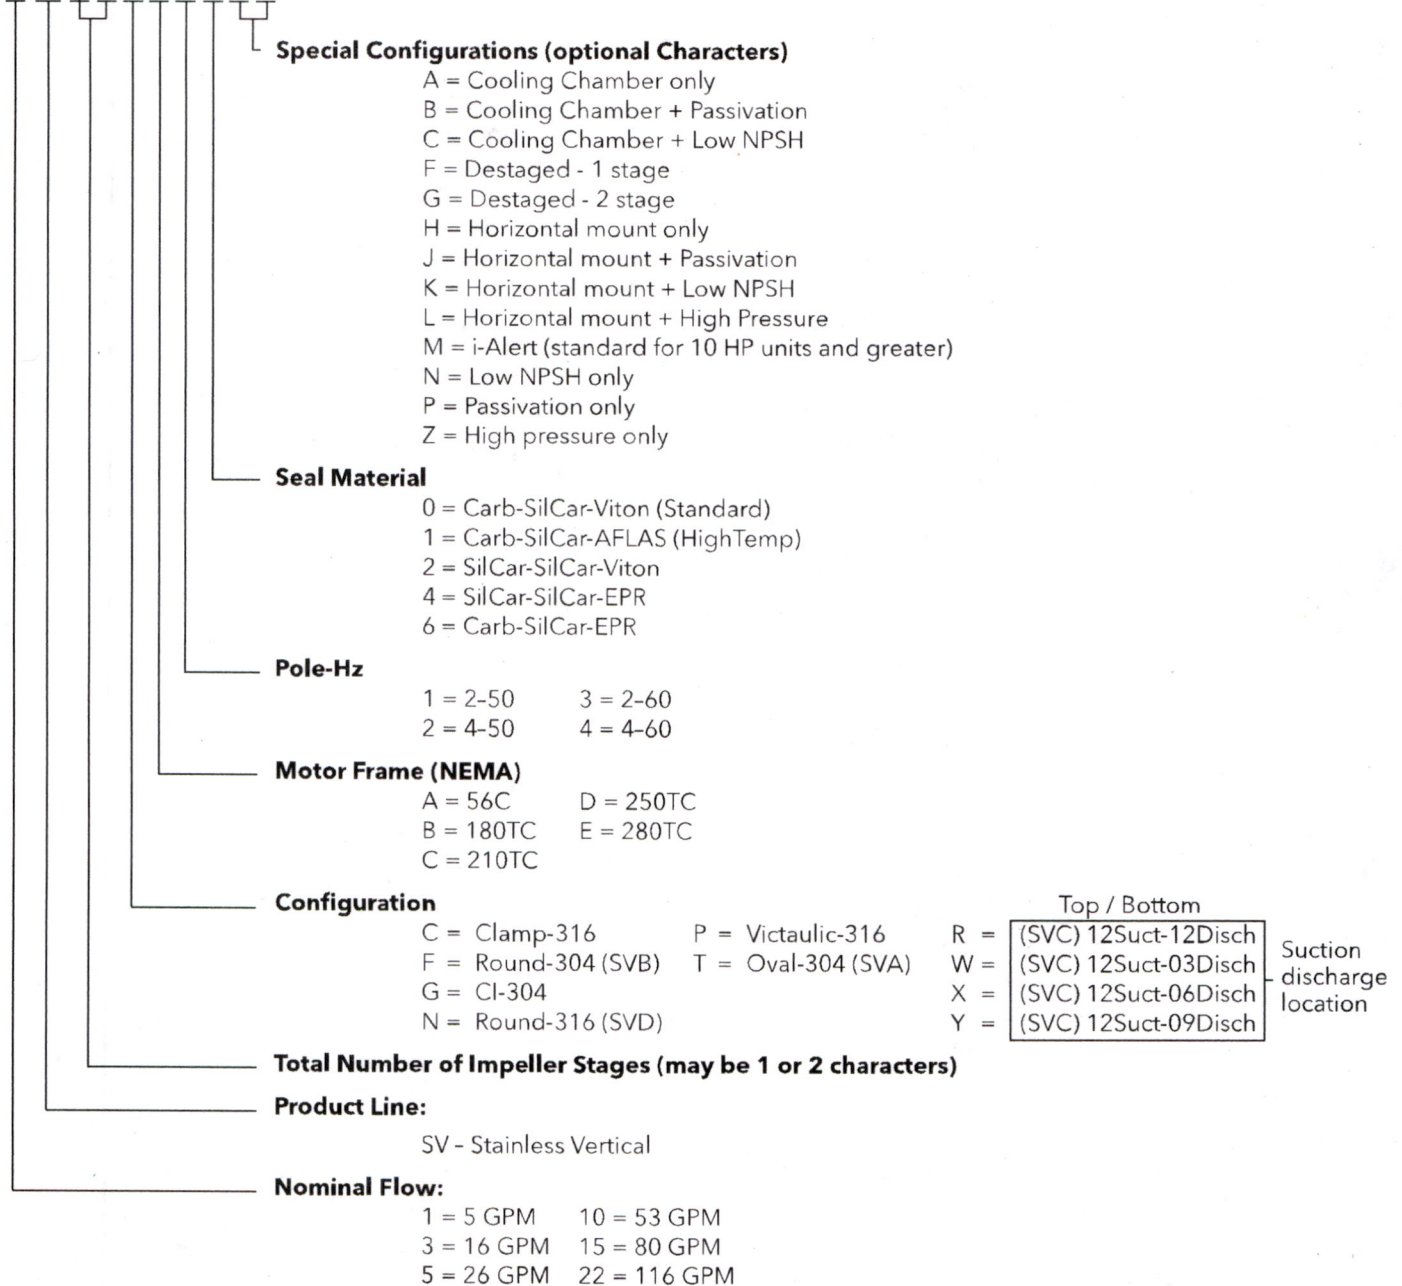 Special Configurations (optional Characters)
A = Cooling Chamber only
B = Cooling Chamber + Passivation
C = Cooling Chamber + Low NPSH
F = Destaged - 1 stage
G = Destaged - 2 stage
H = Horizontal mount only
J = Horizontal mount + Passivation
K = Horizontal mount + Low NPSH
L = Horizontal mount + High Pressure
M = i-Alert (standard for 10 HP units and greater)
N = Low NPSH only
P = Passivation only
Z = High pressure only
Seal Material
0 = Carb-SilCar-Viton (Standard)
1 = Carb-SilCar-AFLAS (HighTemp)
2 = SilCar-SilCar-Viton
4 = SilCar-SilCar-EPR
6 = Carb-SilCar-EPR
Pole-Hz
1 = 2-50 3 = 2-60
2 = 4-50 4 = 4-60
Motor Frame (NEMA)
A = 56C D = 250TC
B = 180TC E = 280TC
C = 210TC
Configuration Top / Bottom
C = Clamp-316 P = Victaulic-316 R = (SVC) 12Suct-12Disch
F = Round-304 (SVB) T = Oval-304 (SVA) W = (SVC) 12Suct-03Disch
G = CI-304 X = (SVC) 12Suct-06Disch
N = Round-316 (SVD) Y = (SVC) 12Suct-09Disch
Suction
discharge
location
Total Number of Impeller Stages (may be 1 or 2 characters)
Product Line:
SV - Stainless Vertical
Nominal Flow:
1 = 5 GPM 10 = 53 GPM
3 = 16 GPM 15 = 80 GPM
5 = 26 GPM 22 = 116 GPM